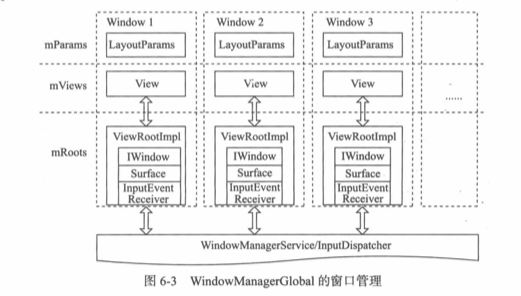 Window 1 Window 2 Window 3
mParams LayoutParams LayoutParams LayoutParams
mViews View View View ......
ViewRootImpl ViewRootImpl ViewRootImpl
mRoots
IWindow IWindow IWindow
Surface Surface Surface
InputEvent InputEvent InputEvent
Receiver Receiver Receiver
WindowManagerService/InputDispatcher
图 6-3 WindowManagerGlobal 的窗口管理